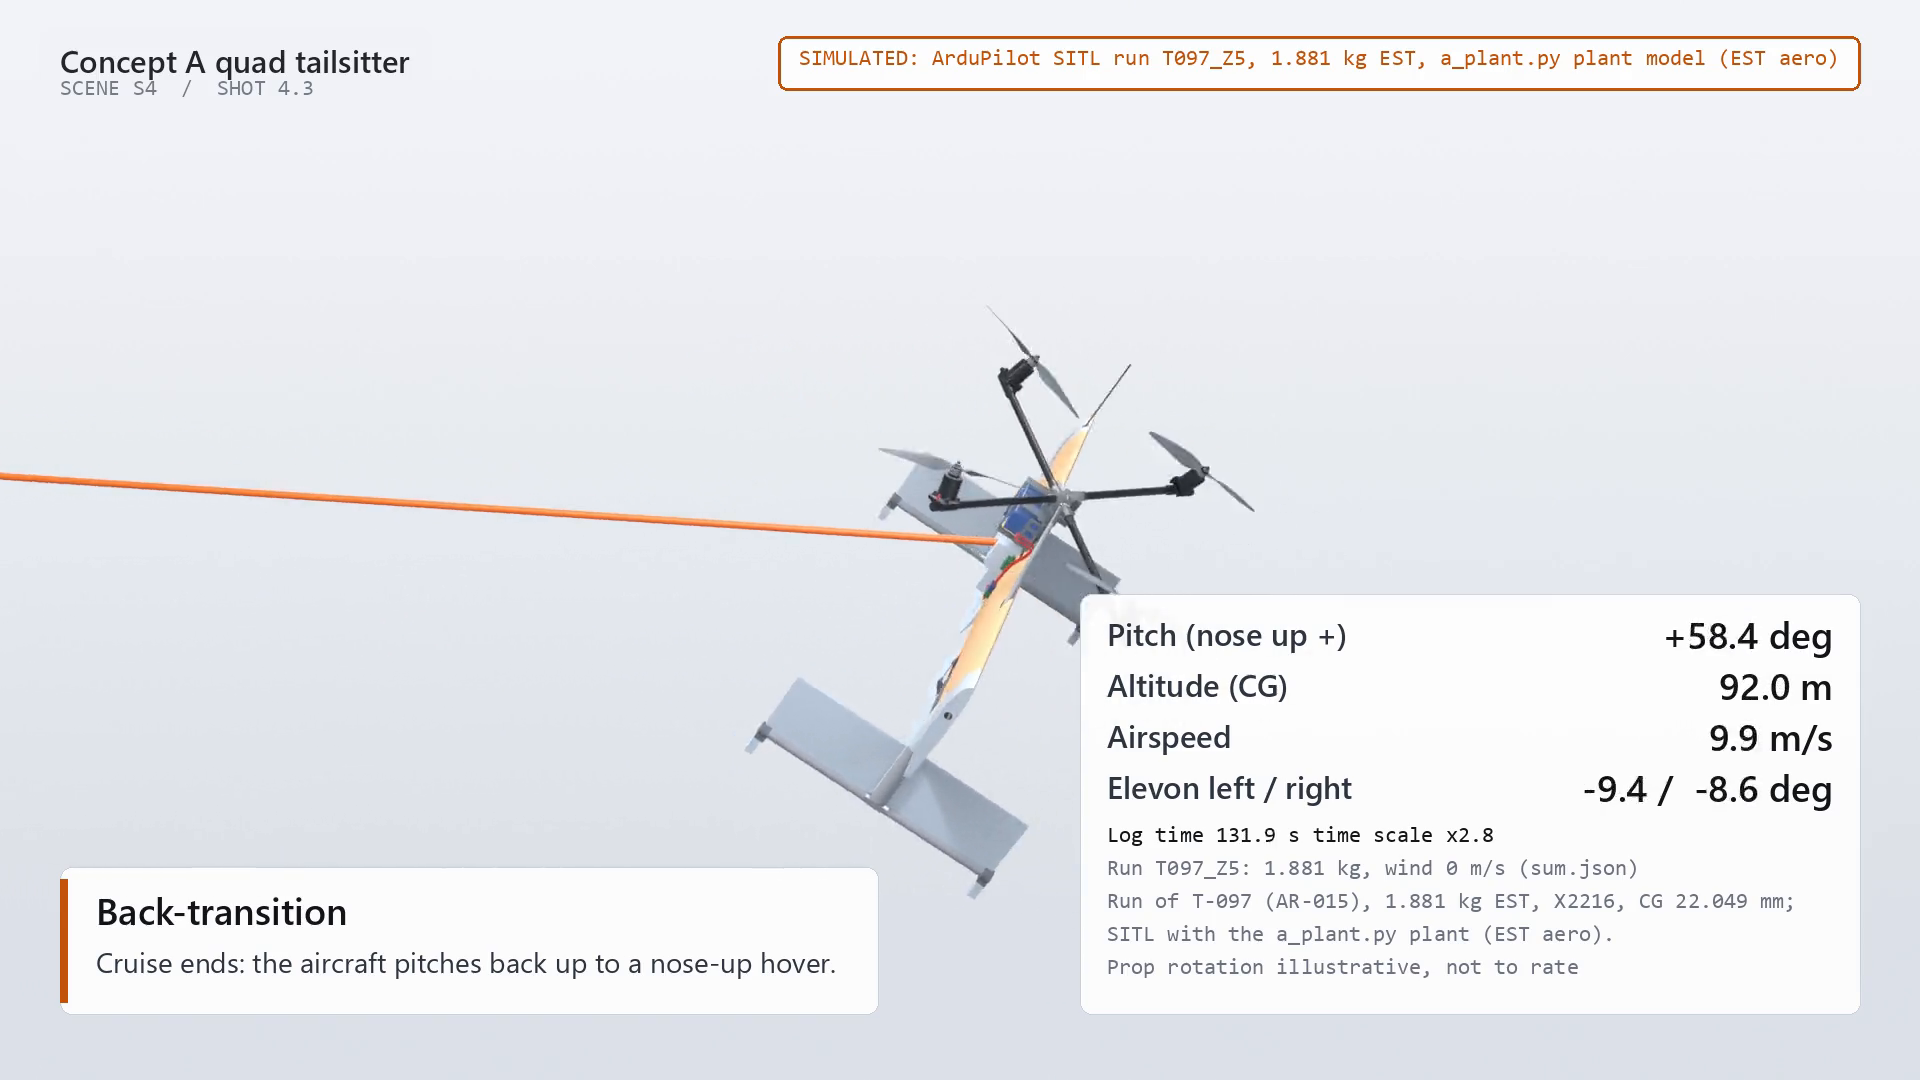 Concept A quad tailsitter
SCENE S4 / SHOT 4.3
SIMULATED: ArduPilot SITL run T097_Z5, 1.881 kg EST, a_plant.py plant model (EST aero)
Pitch (nose up +) +58.4 deg
Altitude (CG) 92.0 m
Airspeed 9.9 m/s
Elevon left / right -9.4 / -8.6 deg
Log time 131.9 s time scale x2.8
Run T097_Z5: 1.881 kg, wind 0 m/s (sum.json)
Run of T-097 (AR-015), 1.881 kg EST, X2216, CG 22.049 mm;
SITL with the a_plant.py plant (EST aero).
Prop rotation illustrative, not to rate
Back-transition
Cruise ends: the aircraft pitches back up to a nose-up hover.